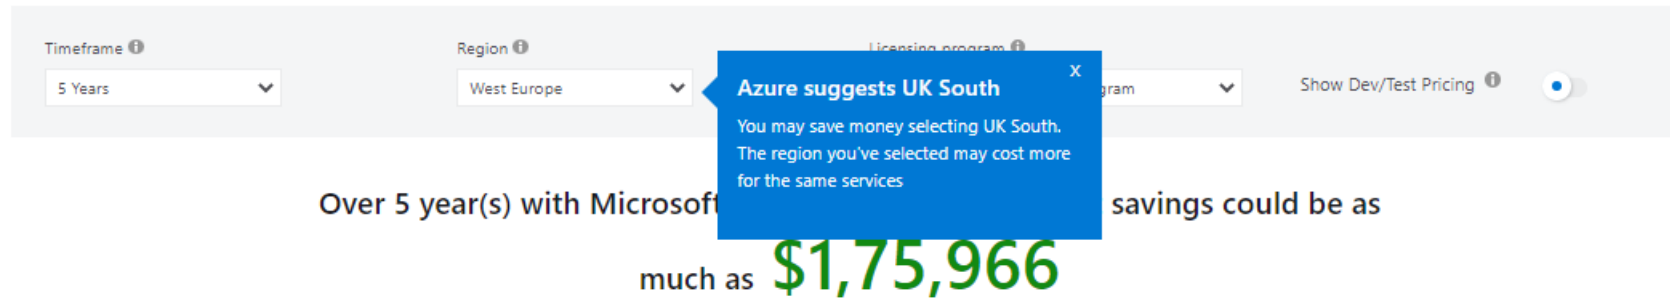 Timeframe
Region
Licensing program
5 Years
West Europe
Show Dev/Test Pricing
x
Azure suggests UK South
You may save money selecting UK South.
The region you've selected may cost more
for the same services
Over 5 year(s) with Microsoft savings could be as
much as $1,75,966